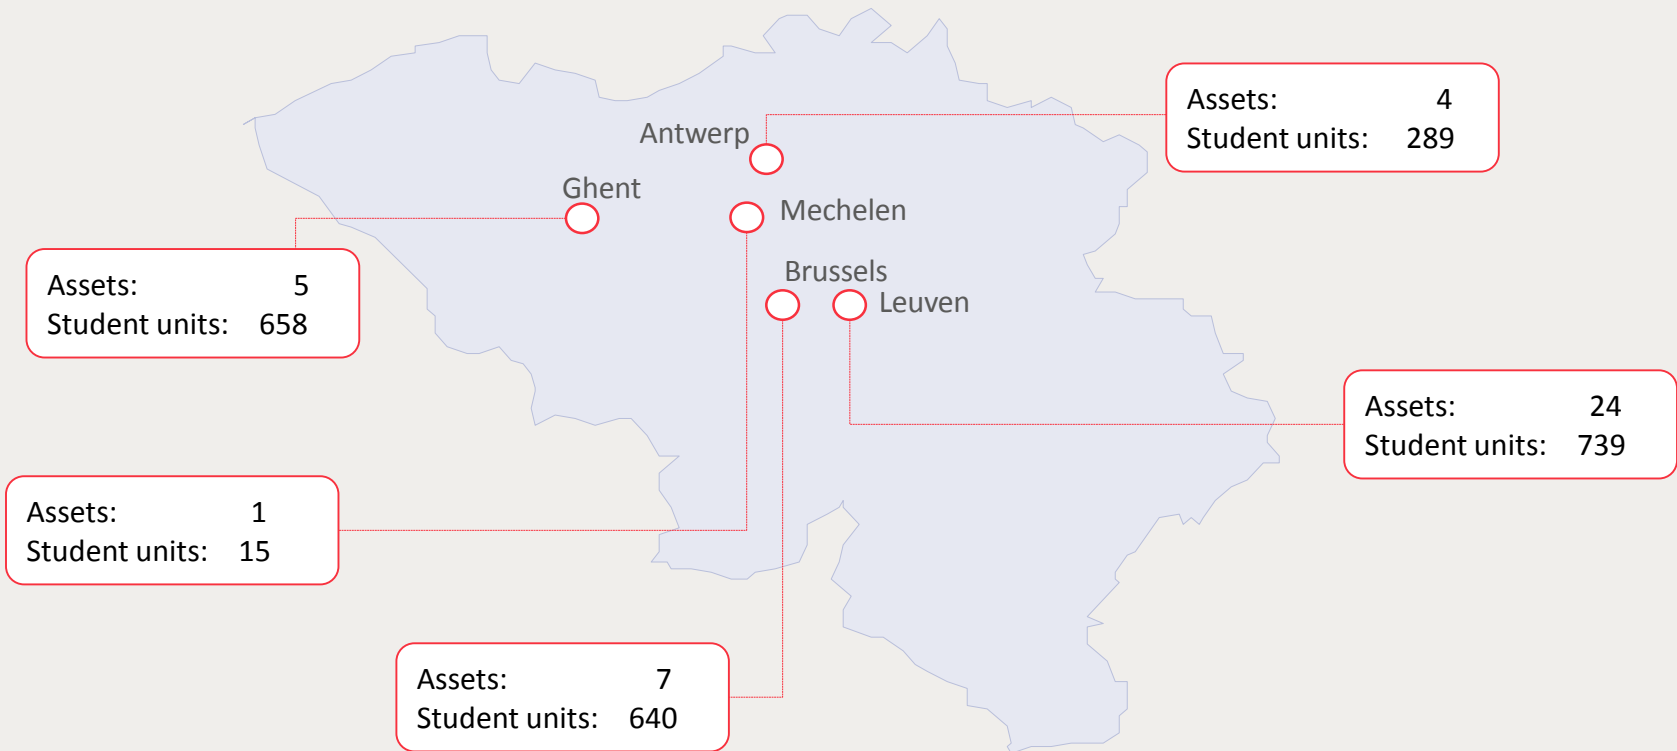 Assets: 4
Student units: 289
Antwerp
Ghent
Mechelen
Assets: 5
Student units: 658
Brussels
Leuven
Assets: 24
Student units: 739
Assets: 1
Student units: 15
Assets: 7
Student units: 640